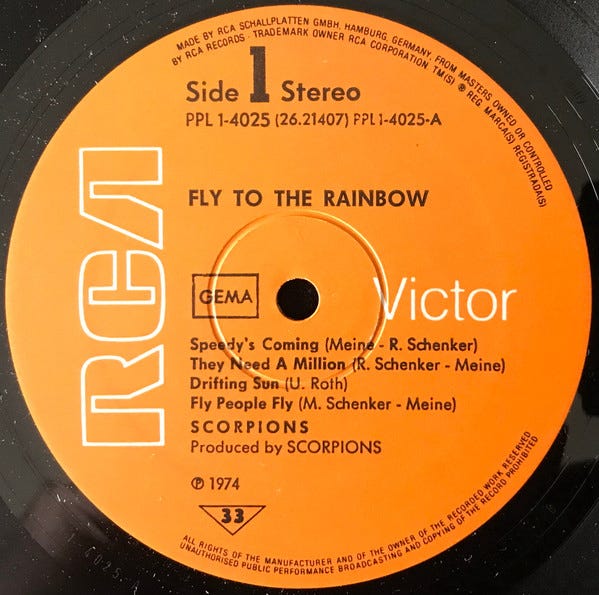 MADE BY RCA SCHALLPLATTEN GMBH, HAMBURG, GERMANY, FROM MASTERS OWNED OR CONTROLLED
BY RCA RECORDS · TRADEMARK OWNER RCA CORPORATION TM(S) ® REG. MARCA(S) REGISTRADA(S)
Side 1 Stereo
PPL 1-4025 (26.21407) PPL1-4025-A
FLY TO THE RAINBOW
RCA
GEMA
Victor
Speedy's Coming (Meine - R. Schenker)
They Need A Million (R. Schenker - Meine)
Drifting Sun (U. Roth)
Fly People Fly (M. Schenker - Meine)
SCORPIONS
Produced by SCORPIONS
℗ 1974
33
ALL RIGHTS OF THE MANUFACTURER AND OF THE OWNER OF THE RECORDED WORK RESERVED
UNAUTHORISED PUBLIC PERFORMANCE BROADCASTING AND COPYING OF THE RECORD PROHIBITED